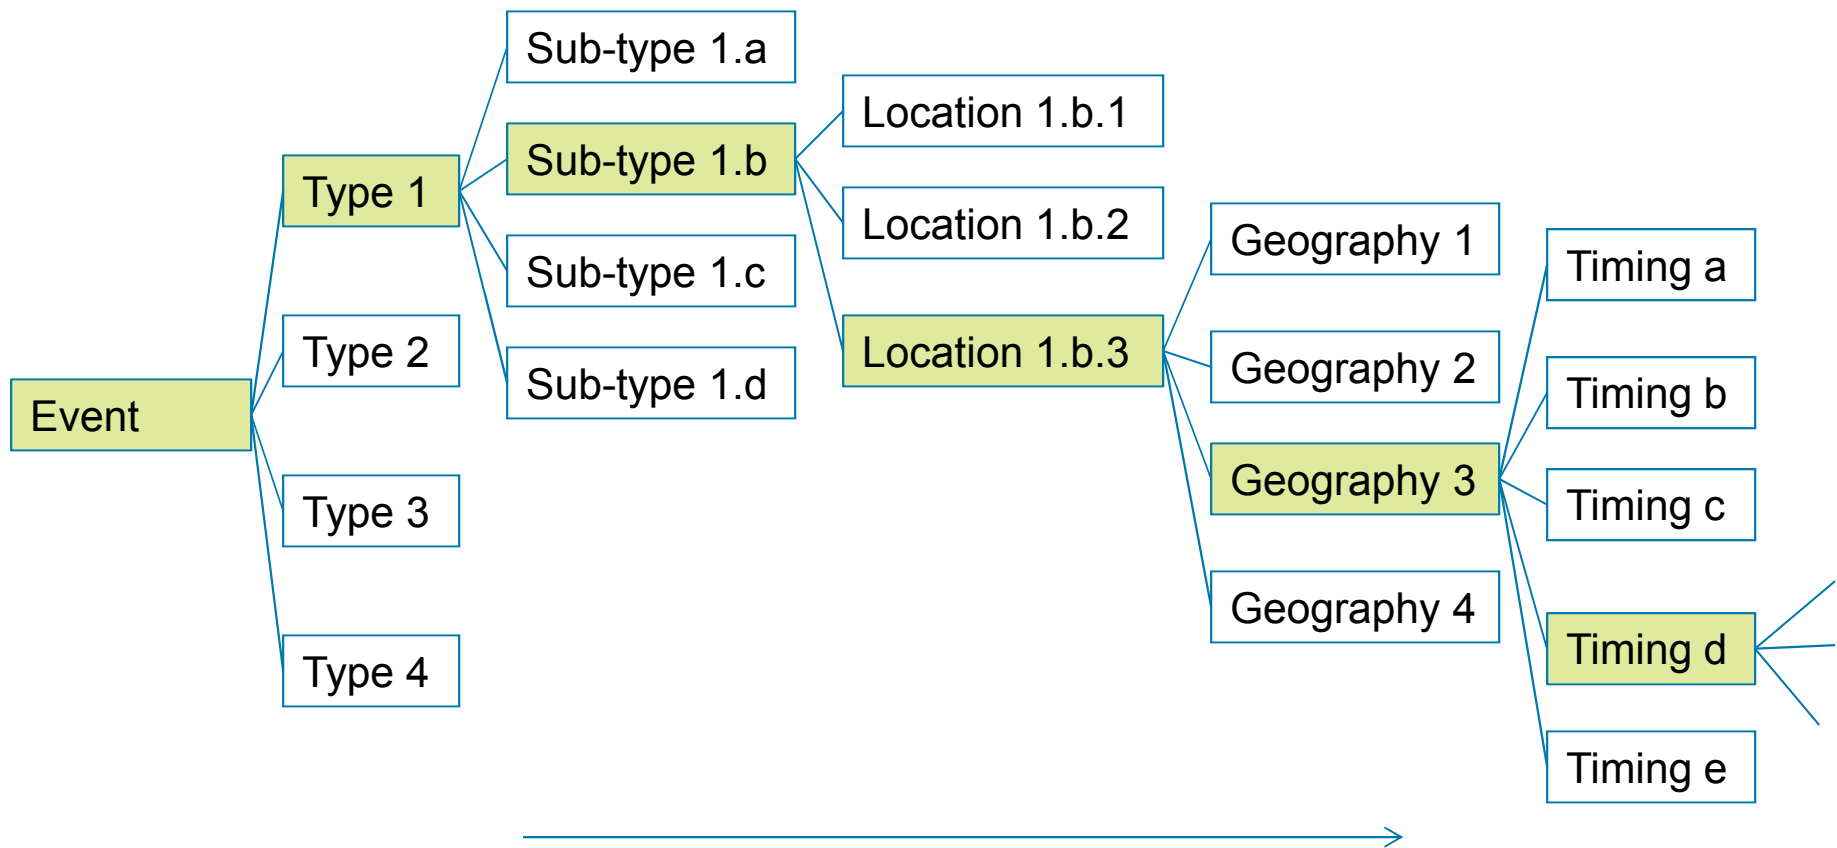 Event
Type 1
Type 2
Type 3
Type 4
Sub-type 1.a
Sub-type 1.b
Sub-type 1.c
Sub-type 1.d
Location 1.b.1
Location 1.b.2
Location 1.b.3
Geography 1
Geography 2
Geography 3
Geography 4
Timing a
Timing b
Timing c
Timing d
Timing e